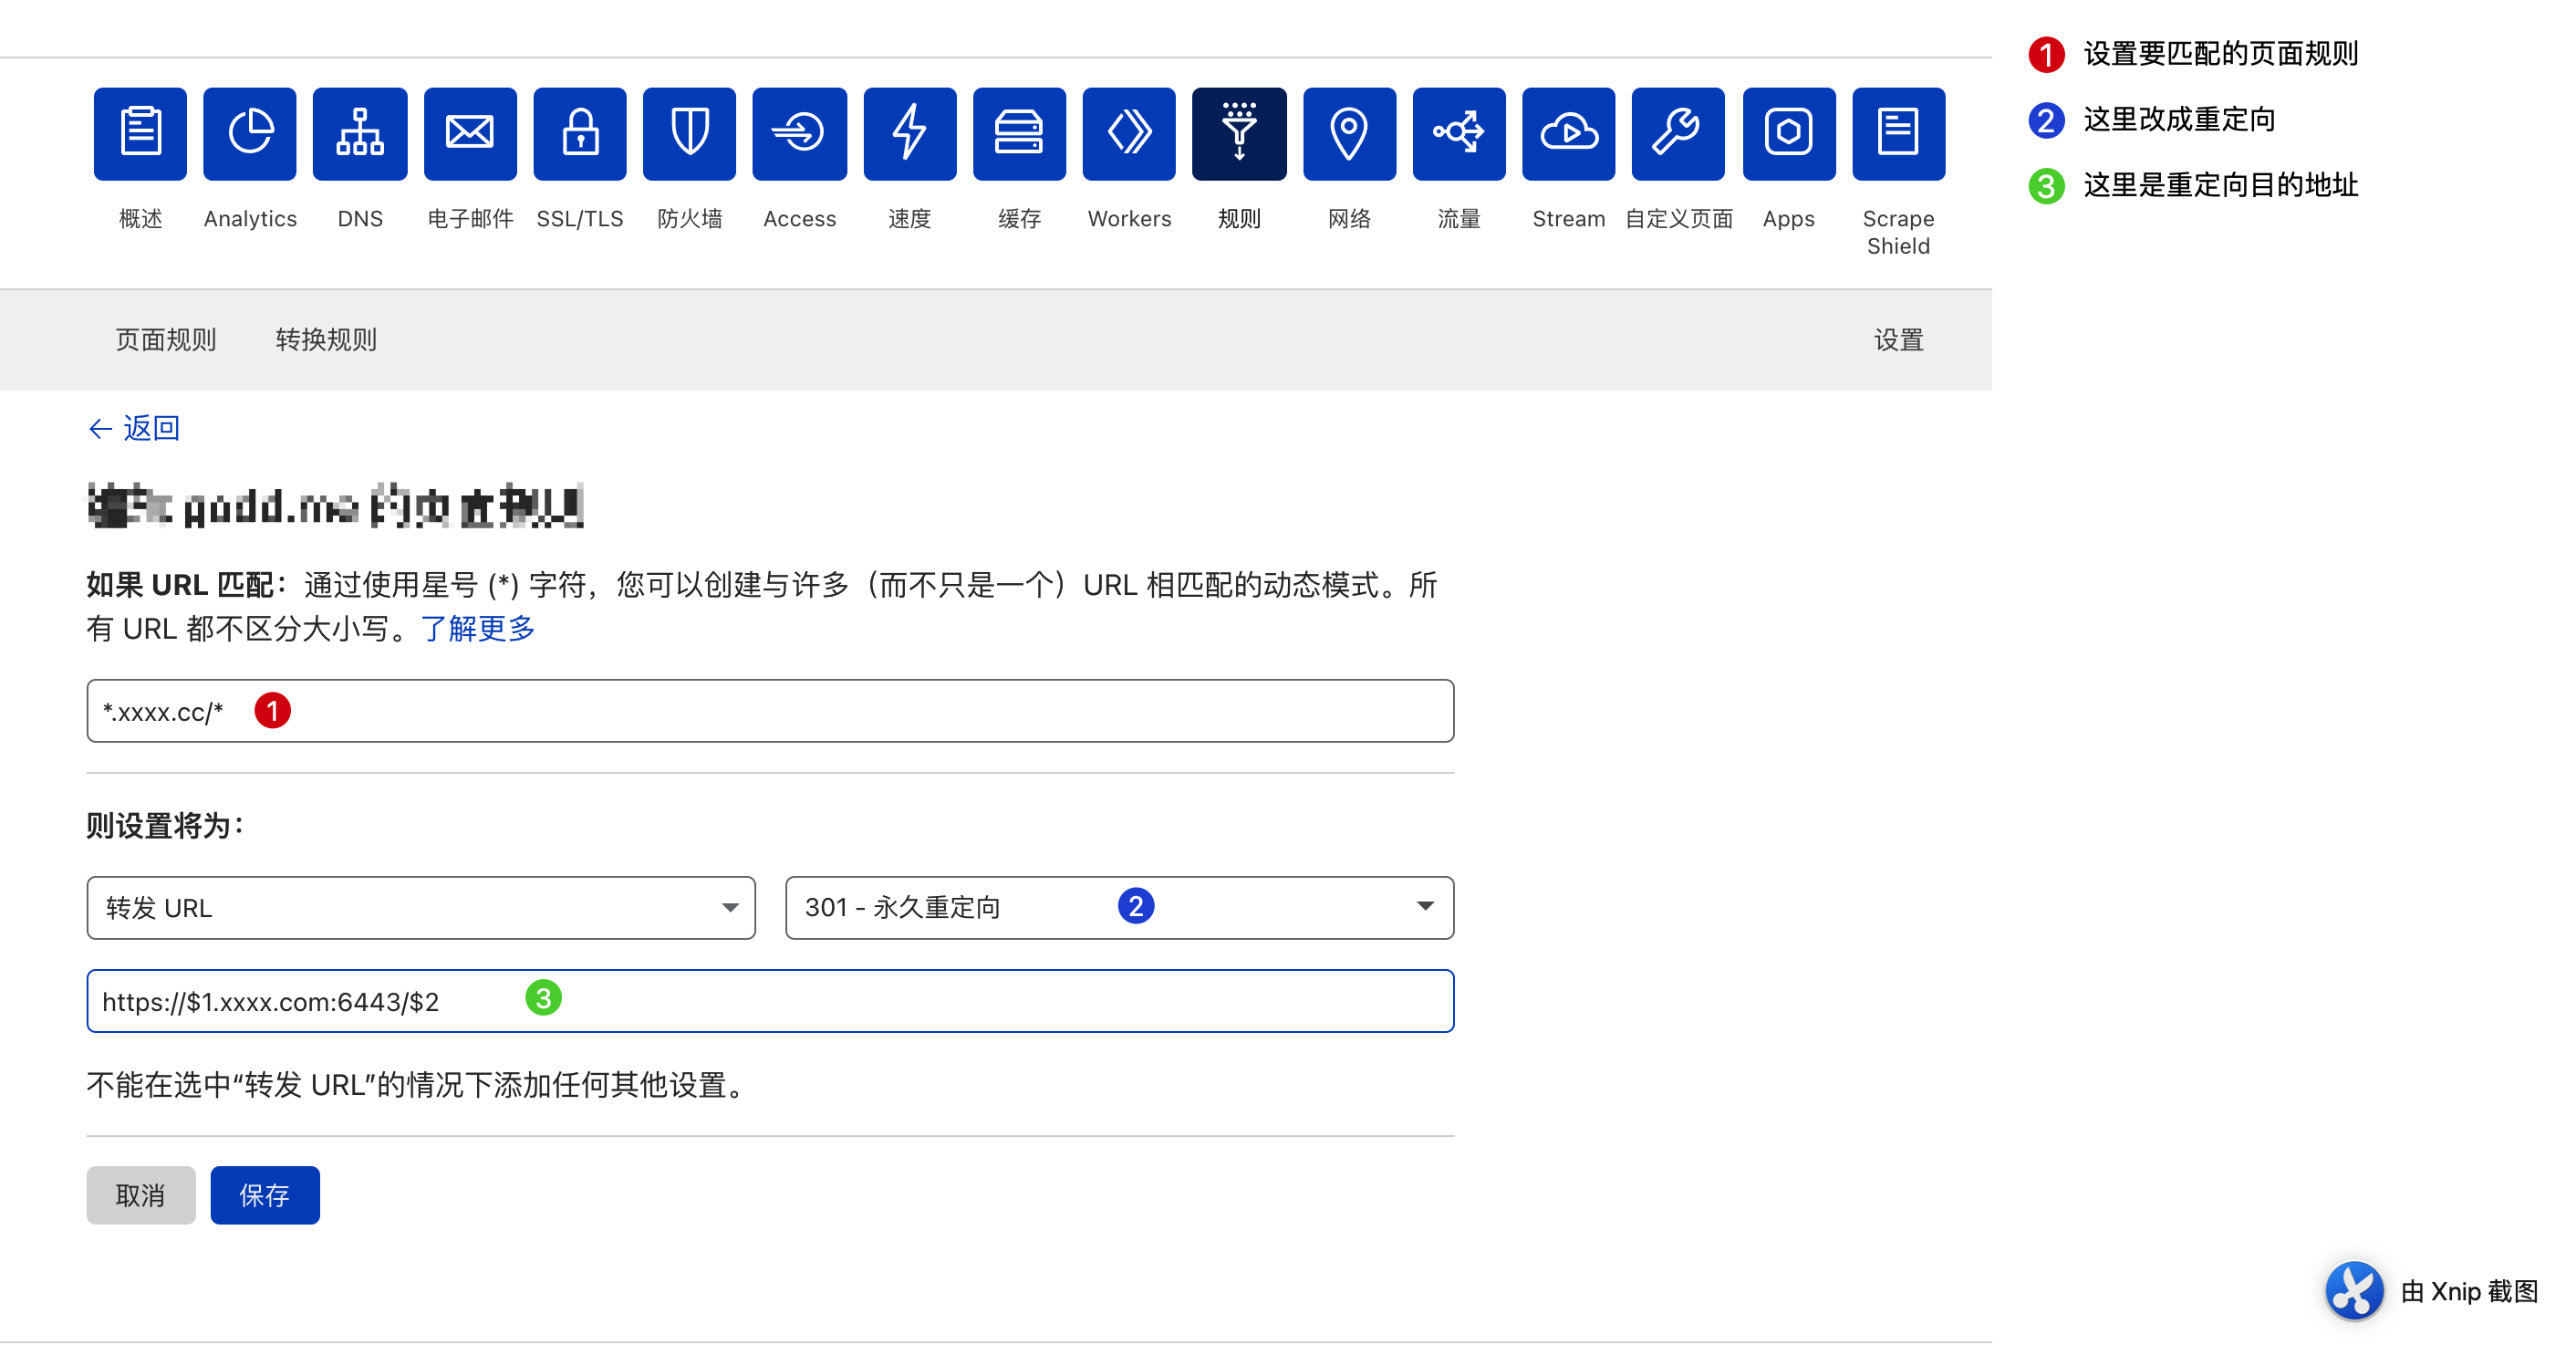 1 设置要匹配的页面规则
2 这里改成重定向
3 这里是重定向目的地址
概述 Analytics DNS 电子邮件 SSL/TLS 防火墙 Access 速度 缓存 Workers 规则 网络 流量 Stream 自定义页面 Apps Scrape Shield
页面规则 转换规则 设置
← 返回
如果 URL 匹配：通过使用星号 (*) 字符，您可以创建与许多（而不只是一个）URL 相匹配的动态模式。所
有 URL 都不区分大小写。了解更多
*.xxxx.cc/* 1
则设置将为：
转发 URL 301 - 永久重定向 2
https://$1.xxxx.com:6443/$2 3
不能在选中“转发 URL”的情况下添加任何其他设置。
取消 保存
由 Xnip 截图